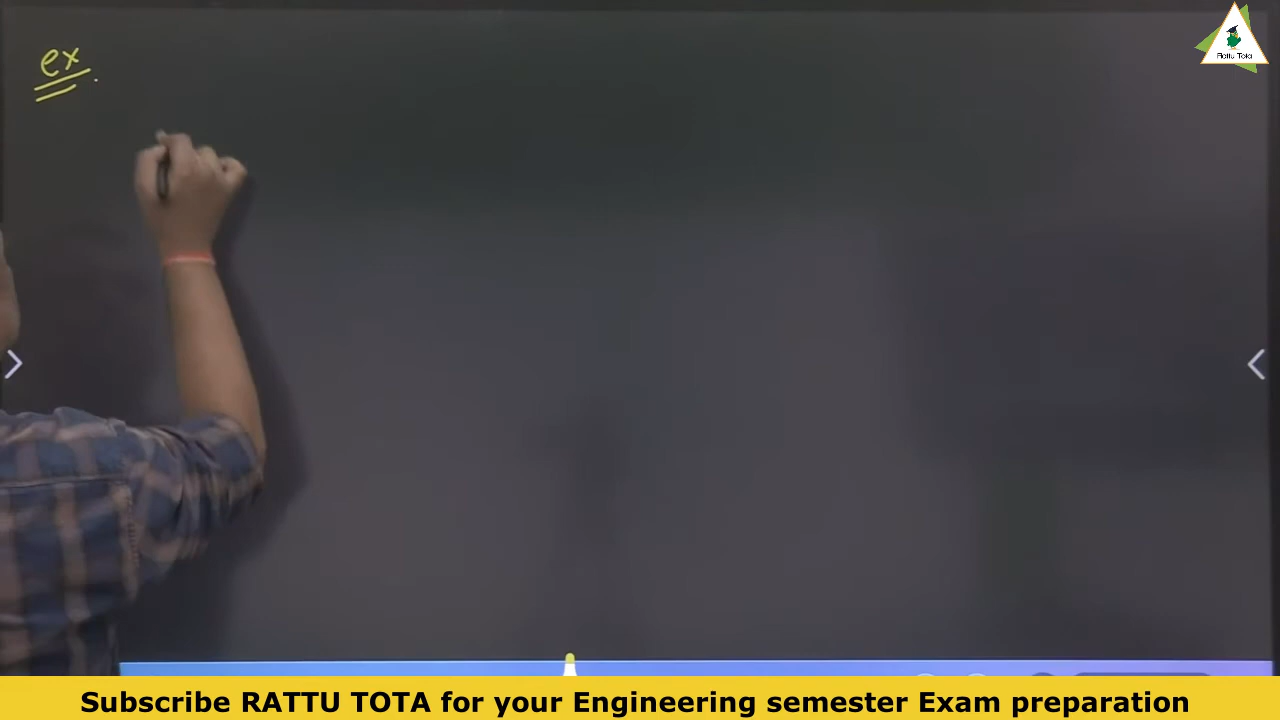 ex.
Rattu Tota
Subscribe RATTU TOTA for your Engineering semester Exam preparation